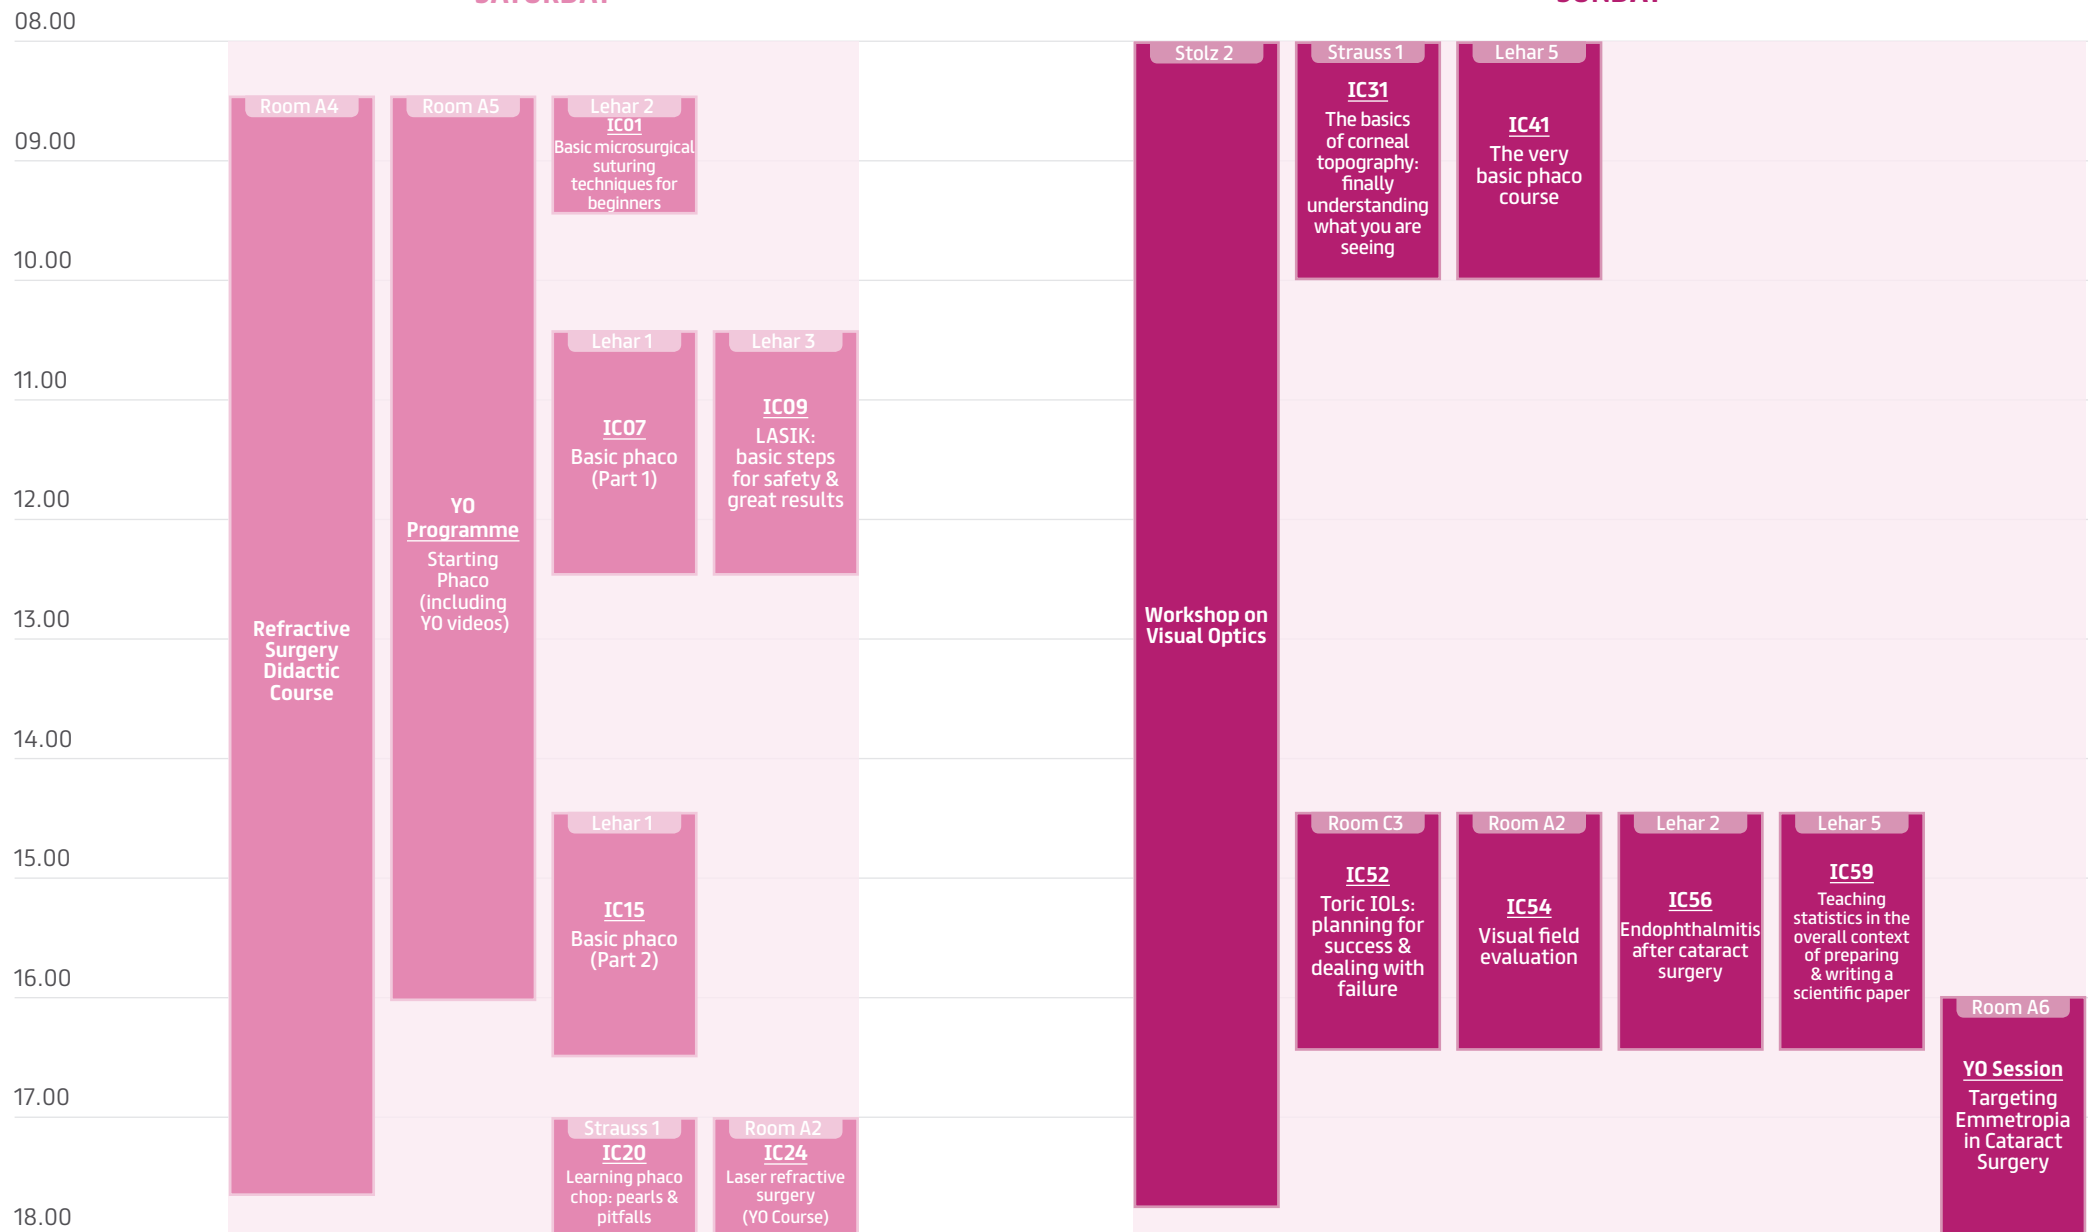 SATURDAY
SUNDAY
08.00
09.00
10.00
11.00
12.00
13.00
14.00
15.00
16.00
17.00
18.00
Room A4
Refractive
Surgery
Didactic
Course
Room A5
YO
Programme
Starting
Phaco
(including
YO videos)
Lehar 2
IC01
Basic microsurgical
suturing
techniques for
beginners
Lehar 1
IC07
Basic phaco
(Part 1)
Lehar 3
IC09
LASIK:
basic steps
for safety &
great results
Lehar 1
IC15
Basic phaco
(Part 2)
Strauss 1
IC20
Learning phaco
chop: pearls &
pitfalls
Room A2
IC24
Laser refractive
surgery
(YO Course)
Stolz 2
Workshop on
Visual Optics
Strauss 1
IC31
The basics
of corneal
topography:
finally
understanding
what you are
seeing
Lehar 5
IC41
The very
basic phaco
course
Room C3
IC52
Toric IOLs:
planning for
success &
dealing with
failure
Room A2
IC54
Visual field
evaluation
Lehar 2
IC56
Endophthalmitis
after cataract
surgery
Lehar 5
IC59
Teaching
statistics in the
overall context
of preparing
& writing a
scientific paper
Room A6
YO Session
Targeting
Emmetropia
in Cataract
Surgery